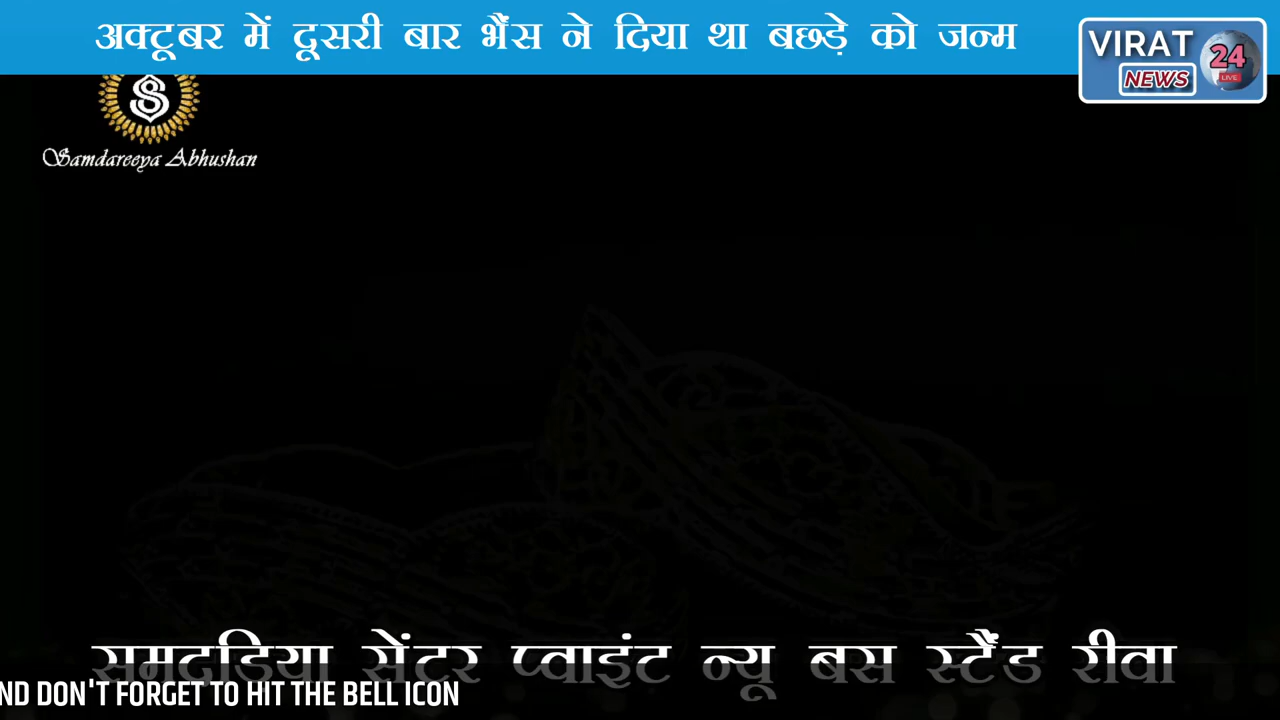 अक्टूबर में दूसरी बार भैंस ने दिया था बछड़े को जन्म
VIRAT
24
NEWS
LIVE
S
Samdareeya Abhushan
समदड़िया सेंटर प्वाइंट न्यू बस स्टैंड रीवा
ND DON'T FORGET TO HIT THE BELL ICON